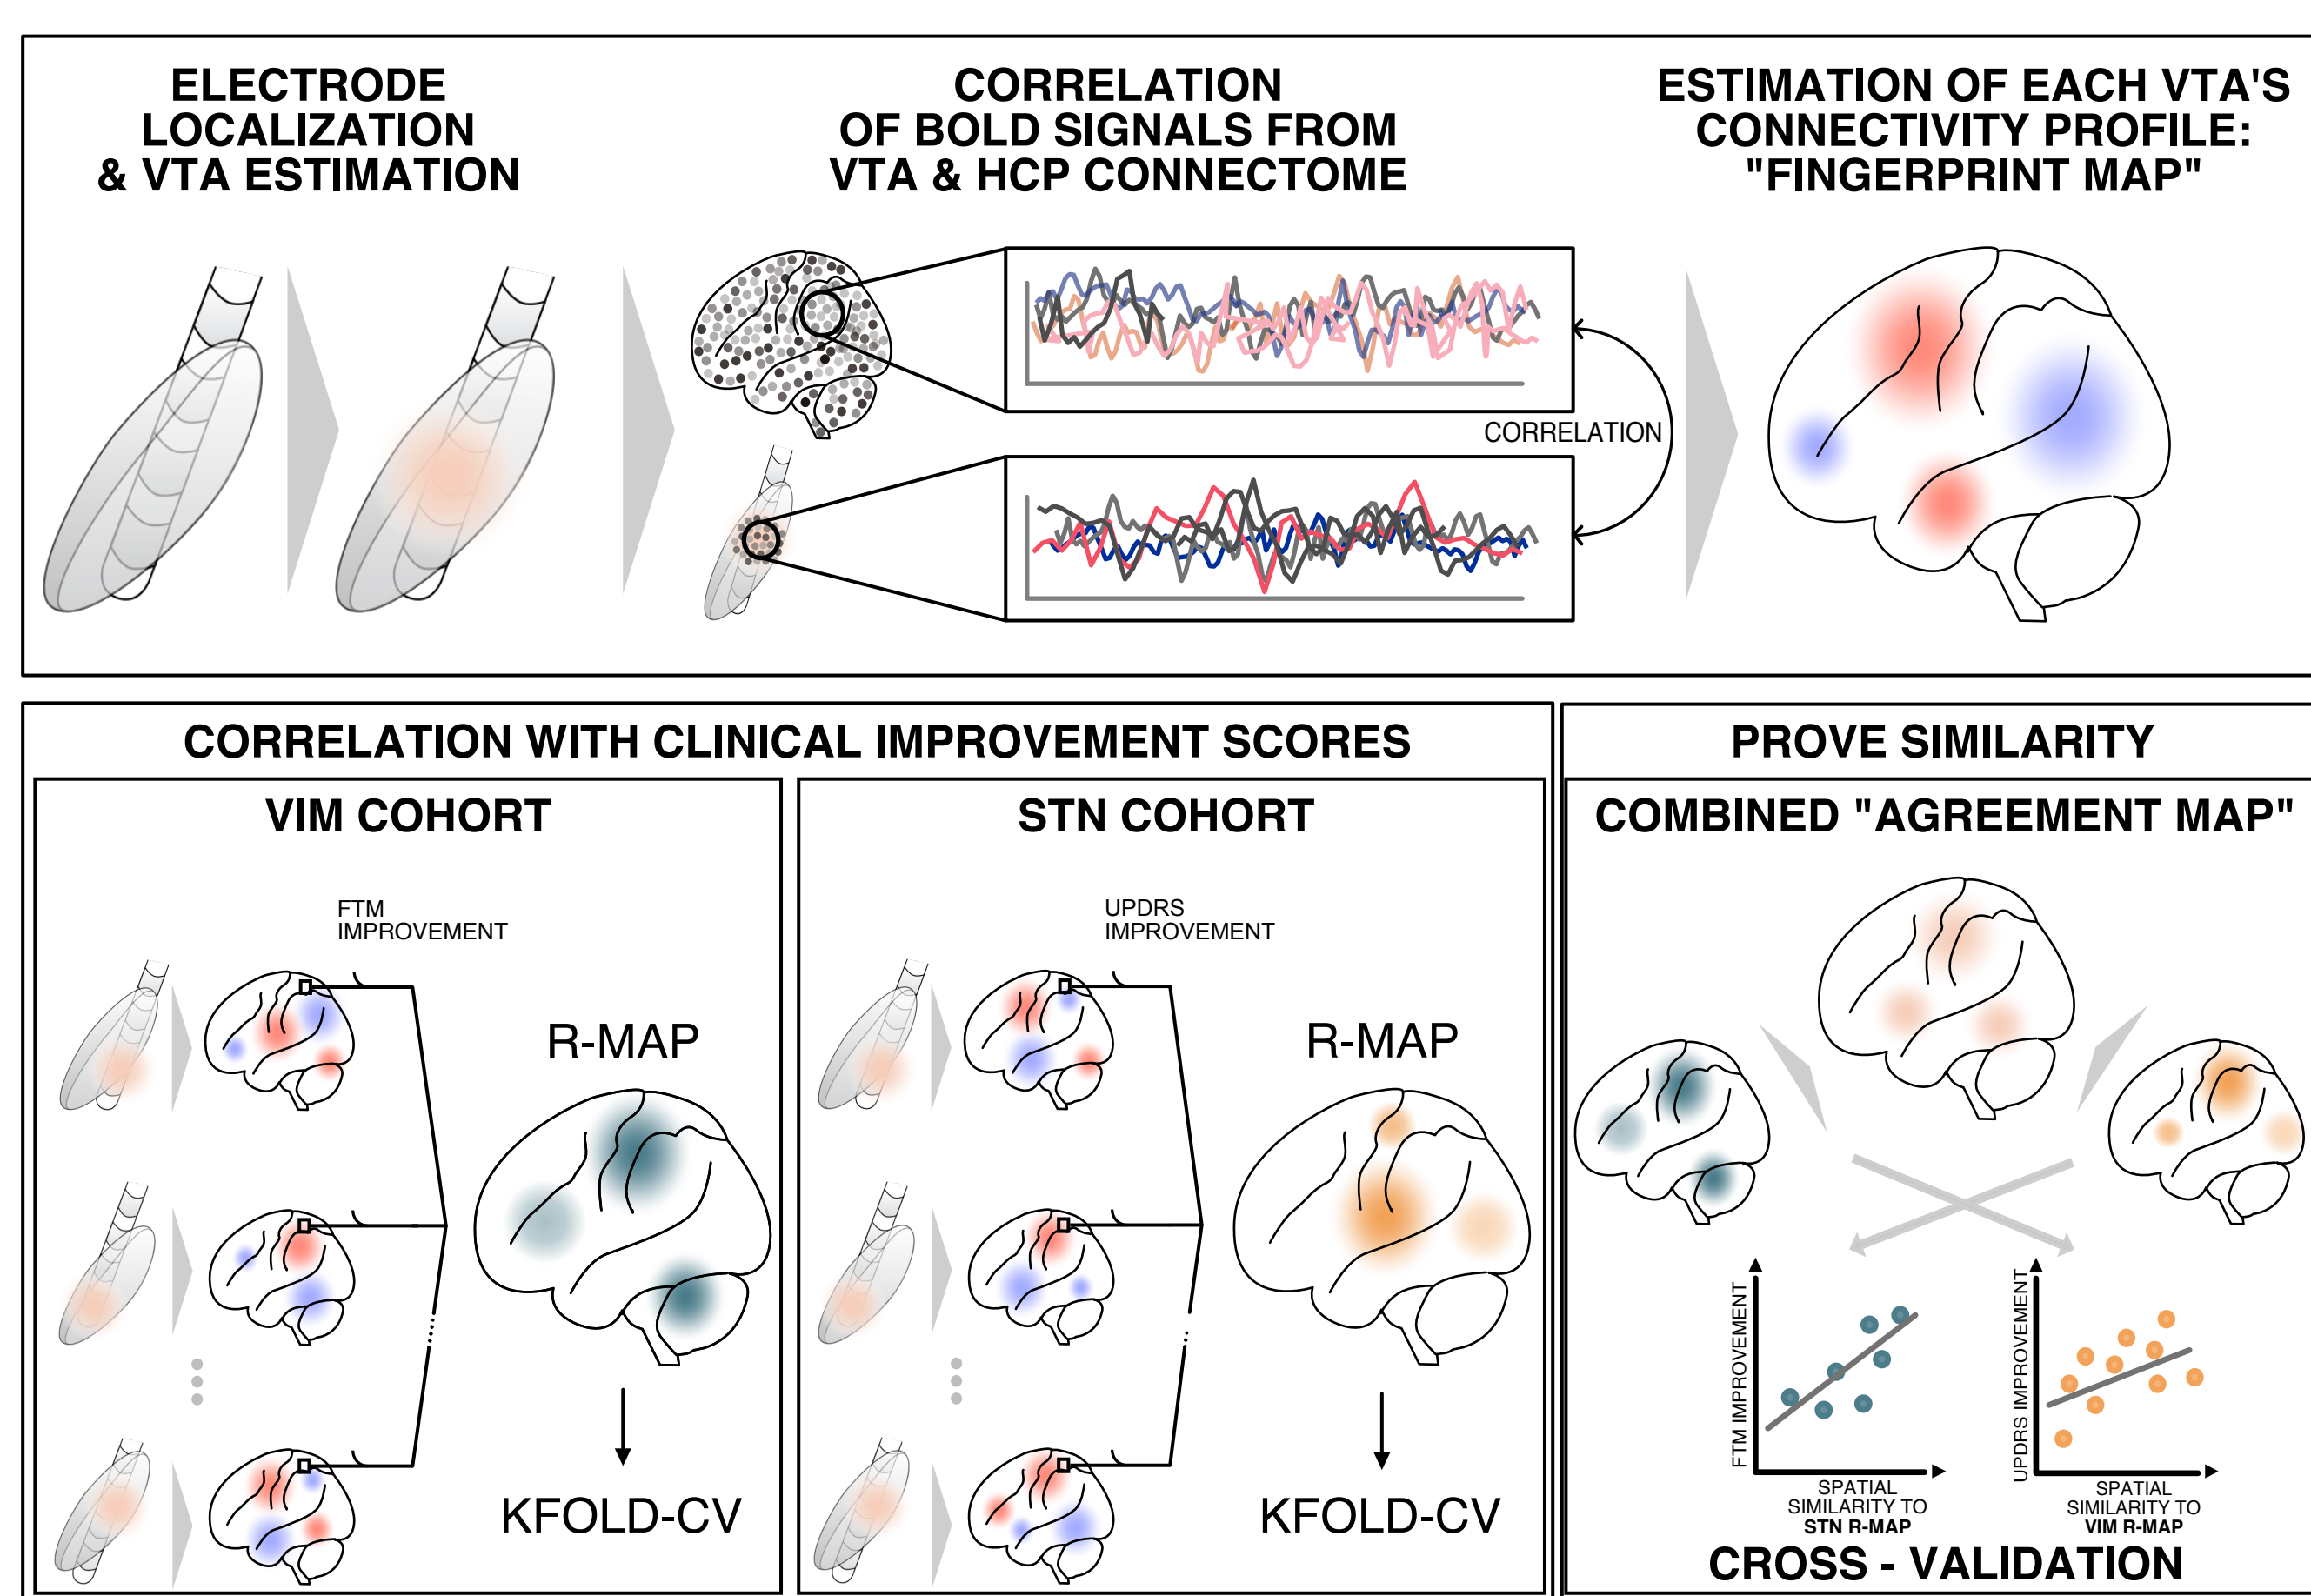 ELECTRODE
LOCALIZATION
& VTA ESTIMATION
CORRELATION
OF BOLD SIGNALS FROM
VTA & HCP CONNECTOME
ESTIMATION OF EACH VTA'S
CONNECTIVITY PROFILE:
"FINGERPRINT MAP"
CORRELATION
CORRELATION WITH CLINICAL IMPROVEMENT SCORES
VIM COHORT
FTM
IMPROVEMENT
R-MAP
KFOLD-CV
STN COHORT
UPDRS
IMPROVEMENT
R-MAP
KFOLD-CV
PROVE SIMILARITY
COMBINED "AGREEMENT MAP"
FTM IMPROVEMENT
SPATIAL
SIMILARITY TO
STN R-MAP
UPDRS IMPROVEMENT
SPATIAL
SIMILARITY TO
VIM R-MAP
CROSS - VALIDATION